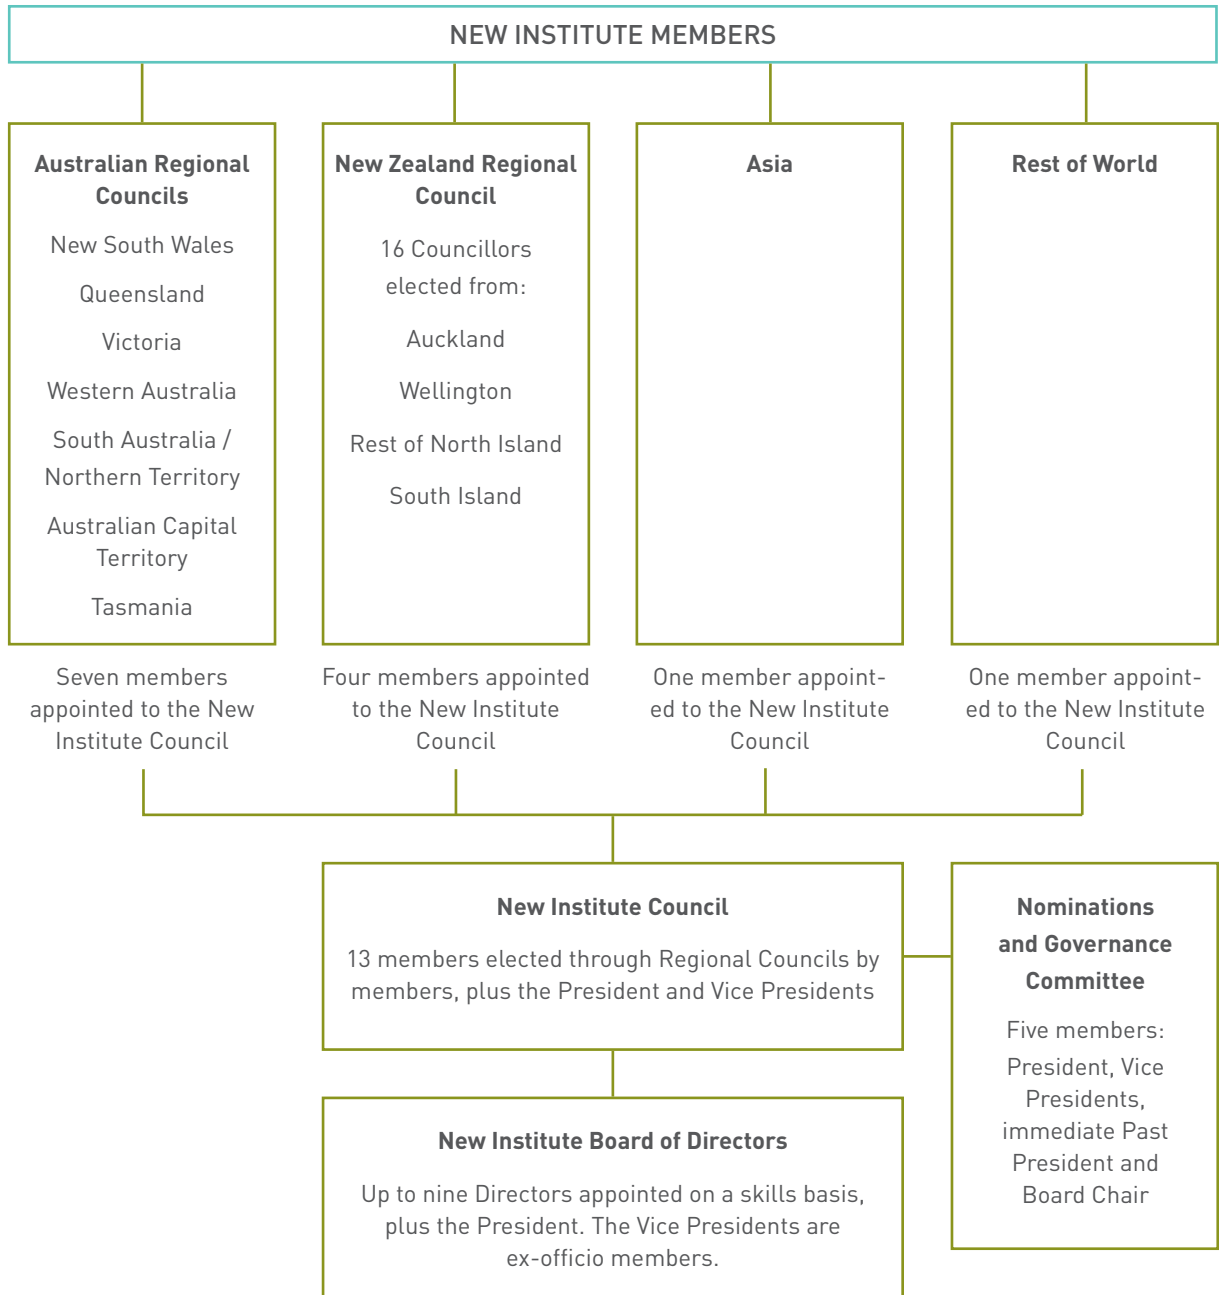 NEW INSTITUTE MEMBERS
Australian Regional
Councils
New South Wales
Queensland
Victoria
Western Australia
South Australia /
Northern Territory
Australian Capital
Territory
Tasmania
Seven members
appointed to the New
Institute Council
New Zealand Regional
Council
16 Councillors
elected from:
Auckland
Wellington
Rest of North Island
South Island
Four members appointed
to the New Institute
Council
Asia
One member appoint-
ed to the New Institute
Council
Rest of World
One member appoint-
ed to the New Institute
Council
New Institute Council
13 members elected through Regional Councils by
members, plus the President and Vice Presidents
Nominations
and Governance
Committee
Five members:
President, Vice
Presidents,
immediate Past
President and
Board Chair
New Institute Board of Directors
Up to nine Directors appointed on a skills basis,
plus the President. The Vice Presidents are
ex-officio members.